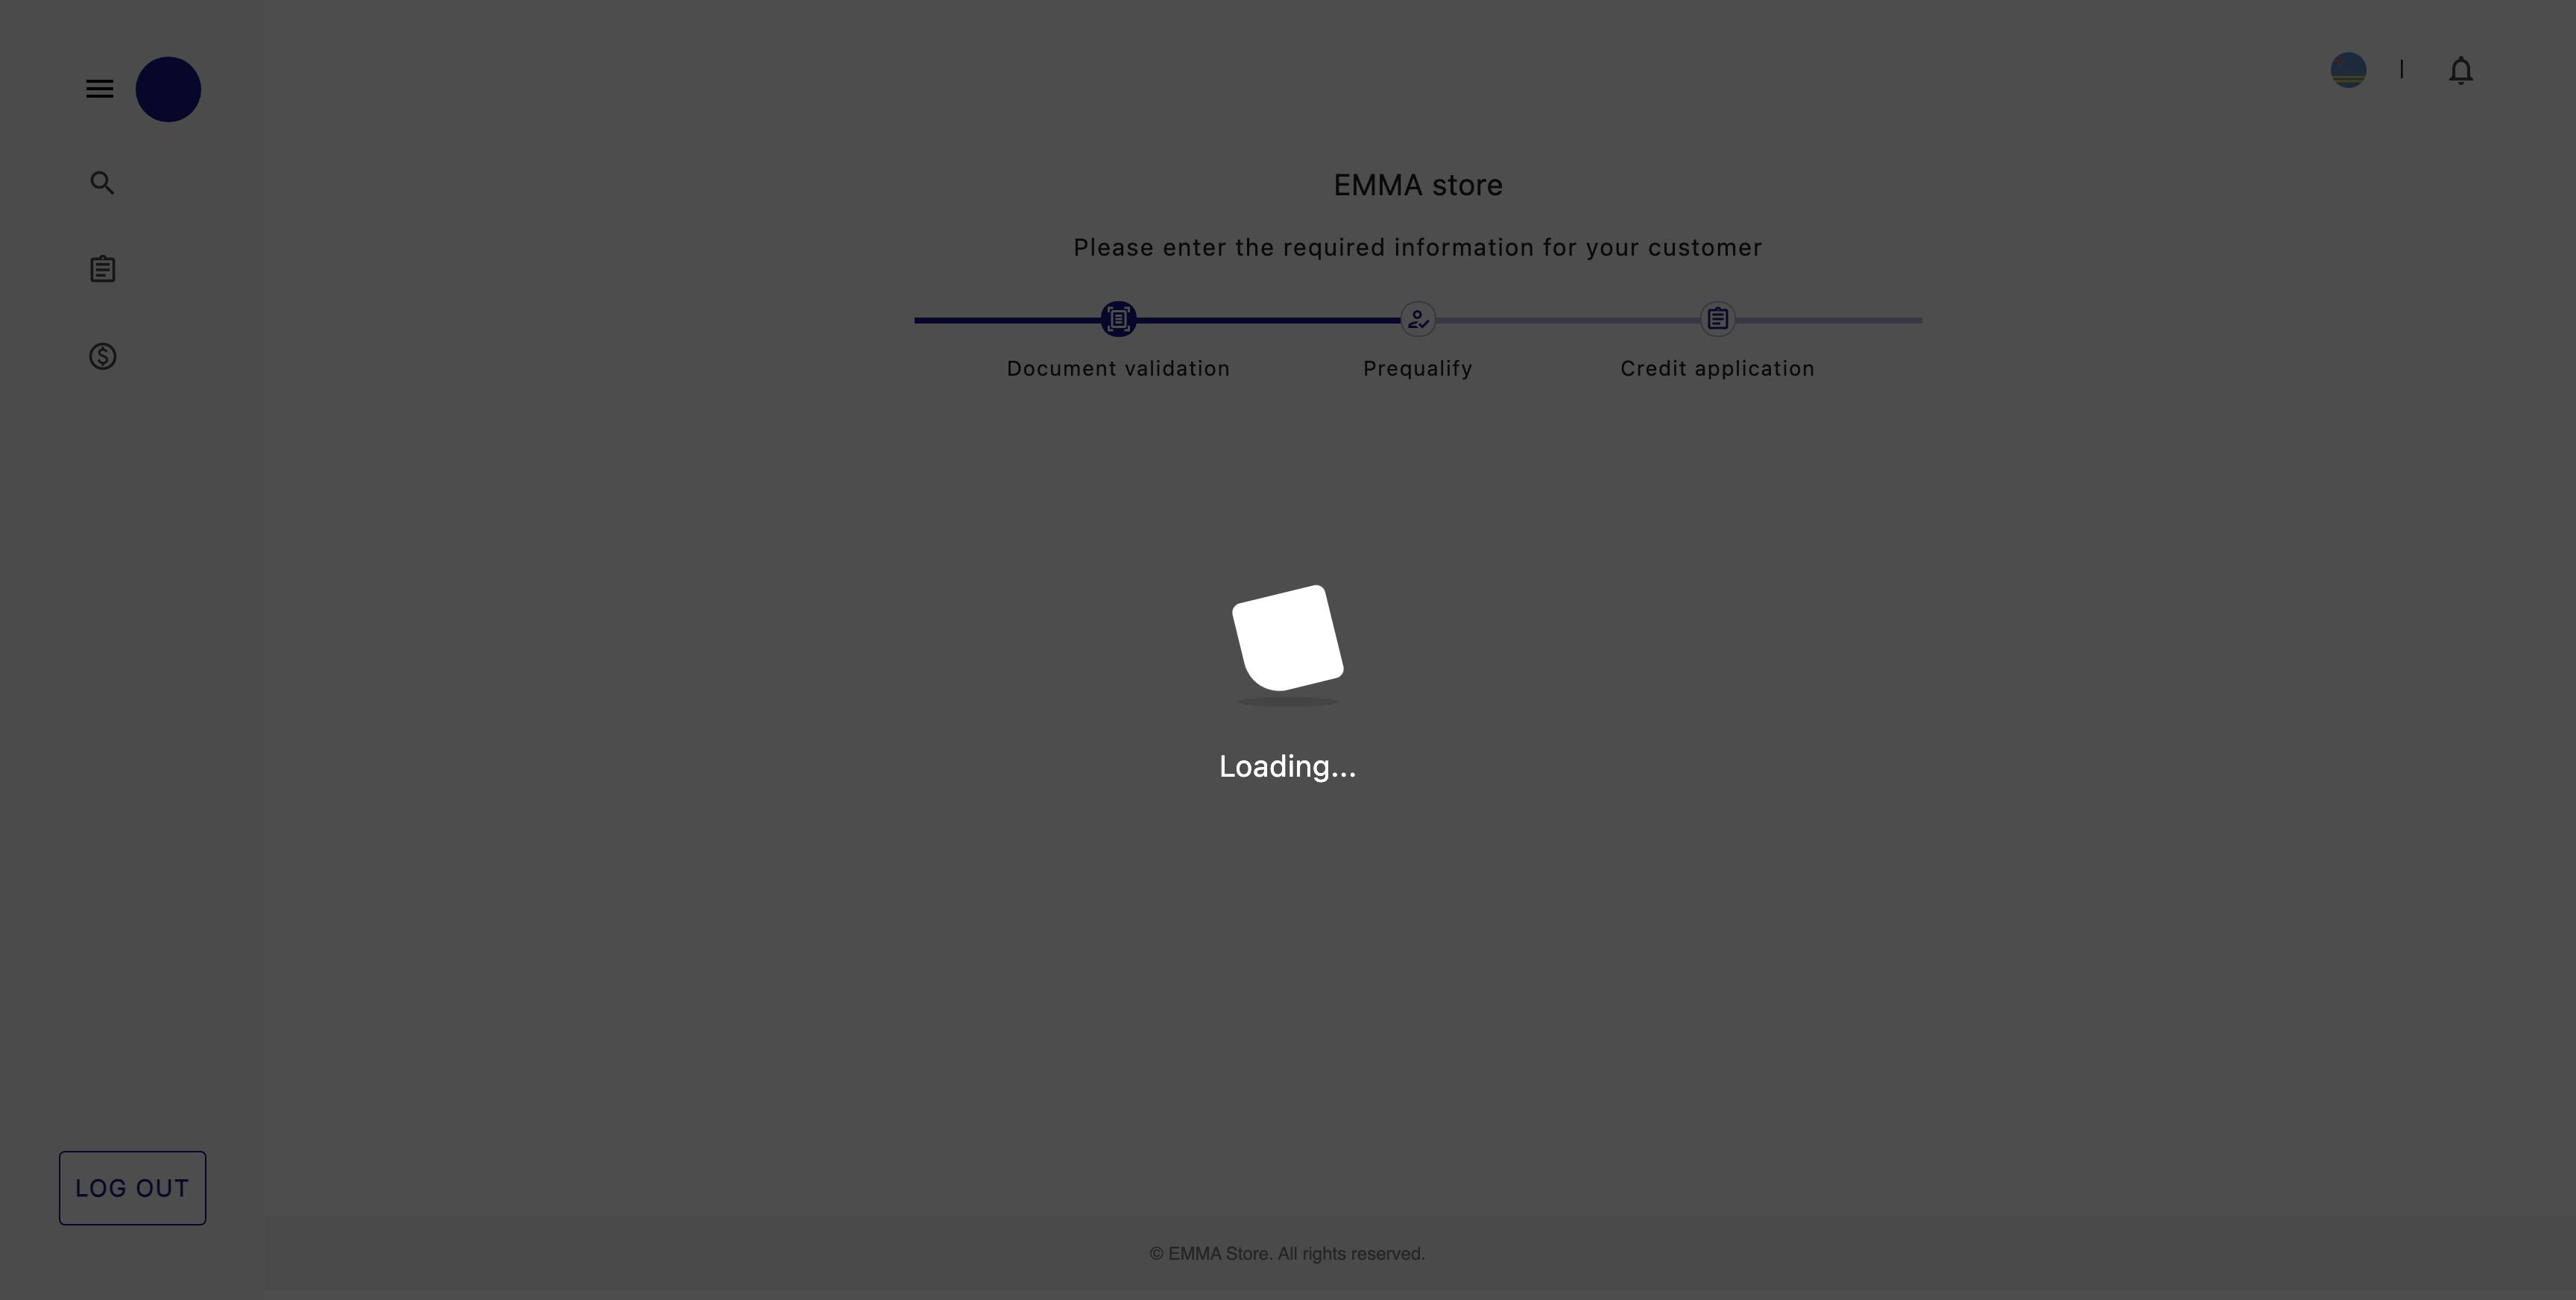 EMMA store
Please enter the required information for your customer
Document validation
Prequalify
Credit application
Loading...
LOG OUT
© EMMA Store. All rights reserved.